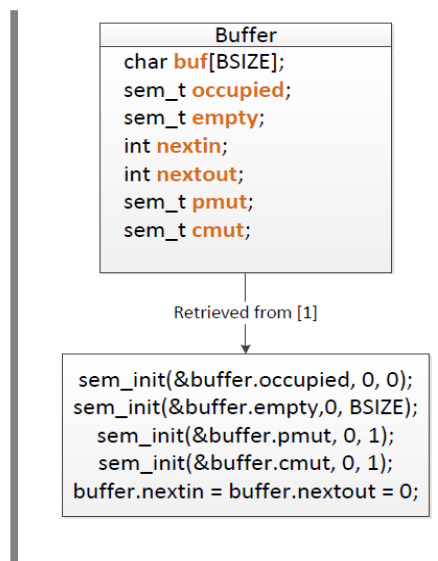 Buffer
char buf[BSIZE];
sem_t occupied;
sem_t empty;
int nextin;
int nextout;
sem_t pmut;
sem_t cmut;
Retrieved from [1]
sem_init(&buffer.occupied, 0, 0);
sem_init(&buffer.empty,0, BSIZE);
sem_init(&buffer.pmut, 0, 1);
sem_init(&buffer.cmut, 0, 1);
buffer.nextin = buffer.nextout = 0;